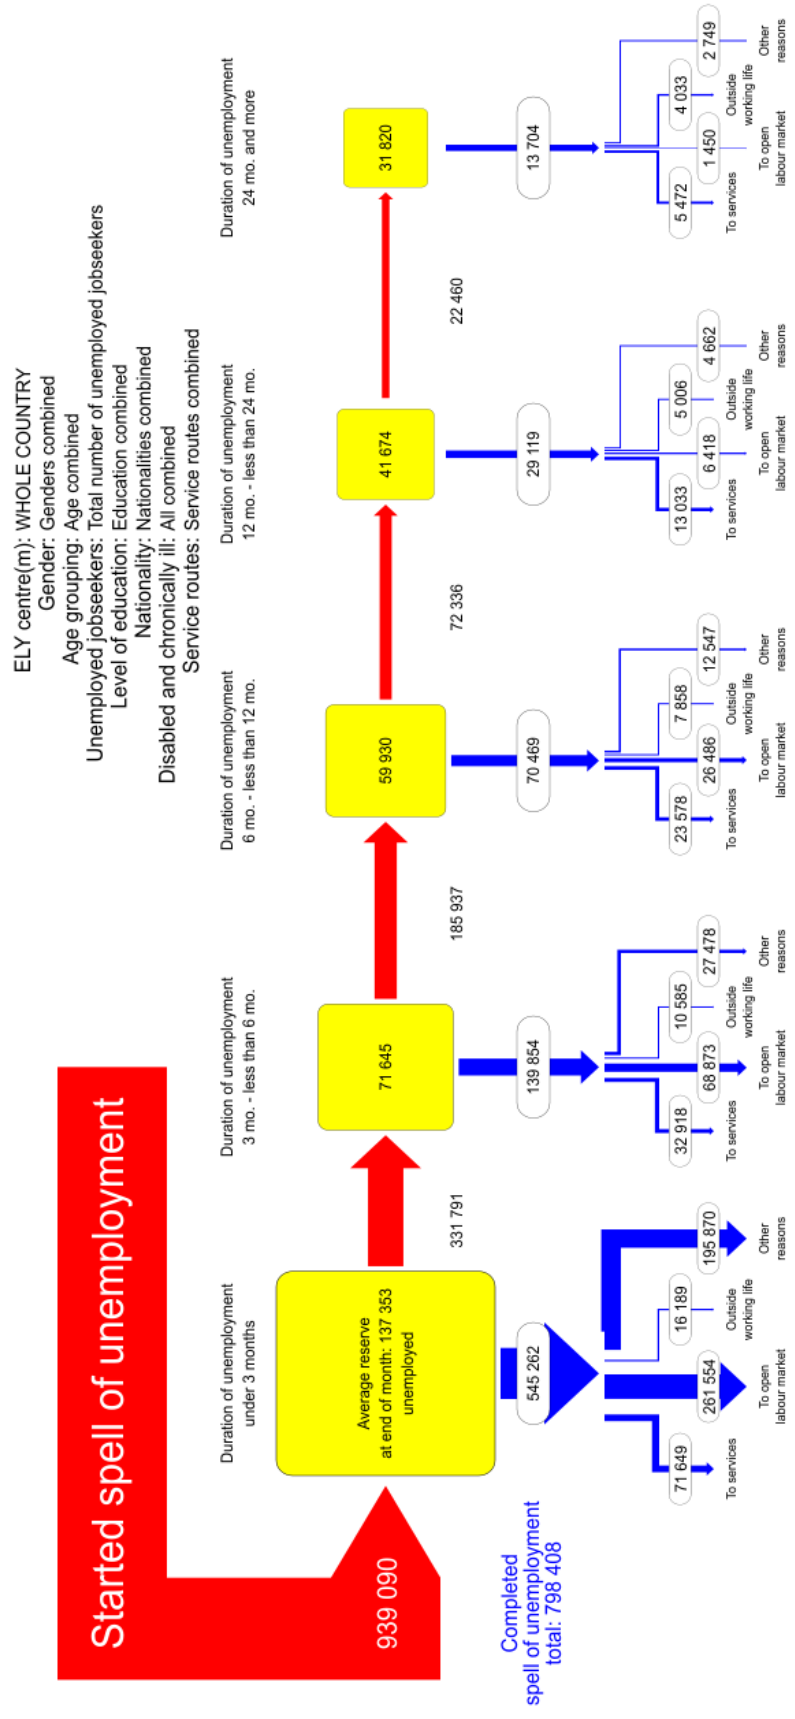 ELY centre(m): WHOLE COUNTRY
Gender: Genders combined
Age grouping: Age combined
Unemployed jobseekers: Total number of unemployed jobseekers
Level of education: Education combined
Nationality: Nationalities combined
Disabled and chronically ill: All combined
Service routes: Service routes combined
Started spell of unemployment
939 090
Duration of unemployment
under 3 months
Average reserve
at end of month: 137 353
unemployed
331 791
Duration of unemployment
3 mo. - less than 6 mo.
71 645
185 937
Duration of unemployment
6 mo. - less than 12 mo.
59 930
72 336
Duration of unemployment
12 mo. - less than 24 mo.
41 674
22 460
Duration of unemployment
24 mo. and more
31 820
Completed
spell of unemployment
total: 798 408
545 262
71 649
To services
261 554
To open
labour market
16 189
Outside
working life
195 870
Other
reasons
139 854
32 918
To services
68 873
To open
labour market
10 585
Outside
working life
27 478
Other
reasons
70 469
23 578
To services
26 486
To open
labour market
7 858
Outside
working life
12 547
Other
reasons
29 119
13 033
To services
6 418
To open
labour market
5 006
Outside
working life
4 662
Other
reasons
13 704
5 472
To services
1 450
To open
labour market
4 033
Outside
working life
2 749
Other
reasons